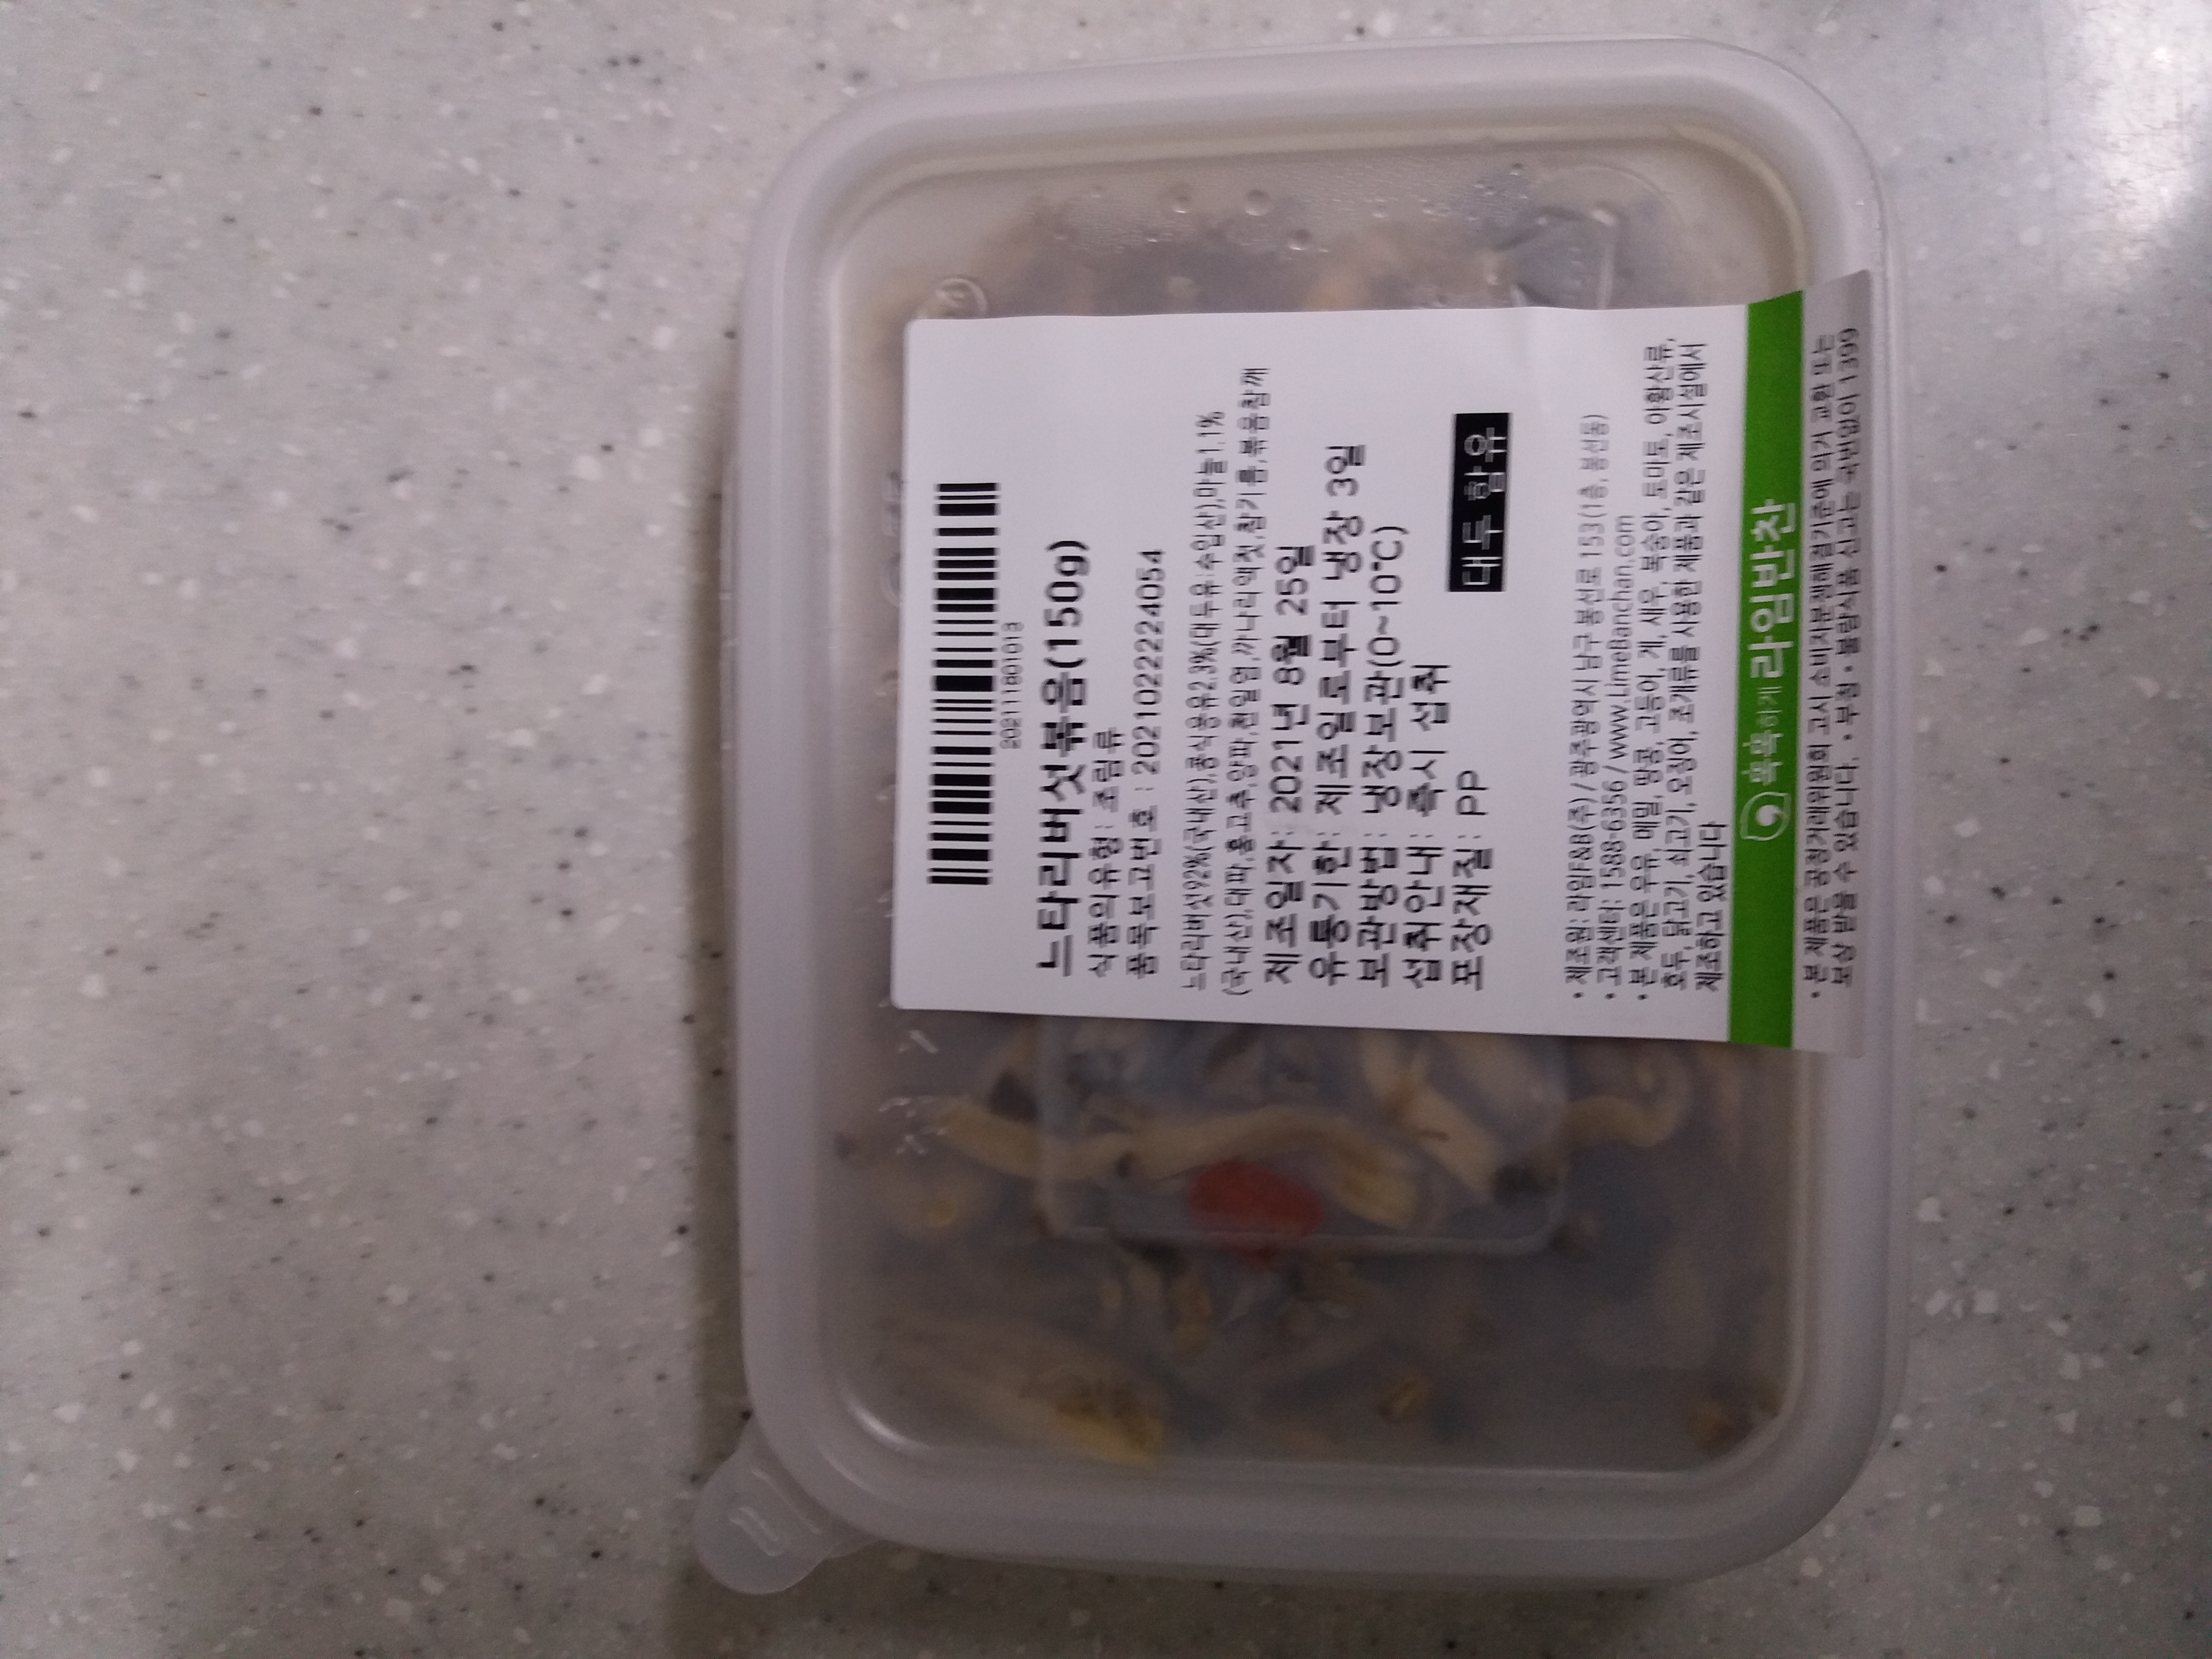 202111801013
느타리버섯볶음(150g)
식품의유형: 조림류
품목보고번호 : 20210222224054
느타리버섯92%(국내산),콩식용유2.3%(대두유:수입산),마늘1.1%
(국내산),대파,홍고추,양파,천일염,까나리액젓,참기름,볶음참깨
제조일자: 2021년 8월 25일
유통기한: 제조일로부터 냉장 3일
보관방법: 냉장보관(0~10℃)
섭취안내: 즉시 섭취
포장재질: PP
대두 함유
• 제조원: 라임F&B(주) / 광주광역시 남구 봉선로 153(1층, 봉선동)
• 고객센터: 1588-6356 / www.LimeBanchan.com
• 본 제품은 우유, 메밀, 땅콩, 고등어, 게, 새우, 복숭아, 토마토, 아황산류,
호두, 닭고기, 쇠고기, 오징어, 조개류를 사용한 제품과 같은 제조시설에서
제조하고 있습니다
라임반찬
• 본 제품은 공정거래위원회 고시 소비자분쟁해결기준에 의거 교환 또는
보상 받을 수 있습니다. • 부정 • 불량식품 신고는 국번없이 1399